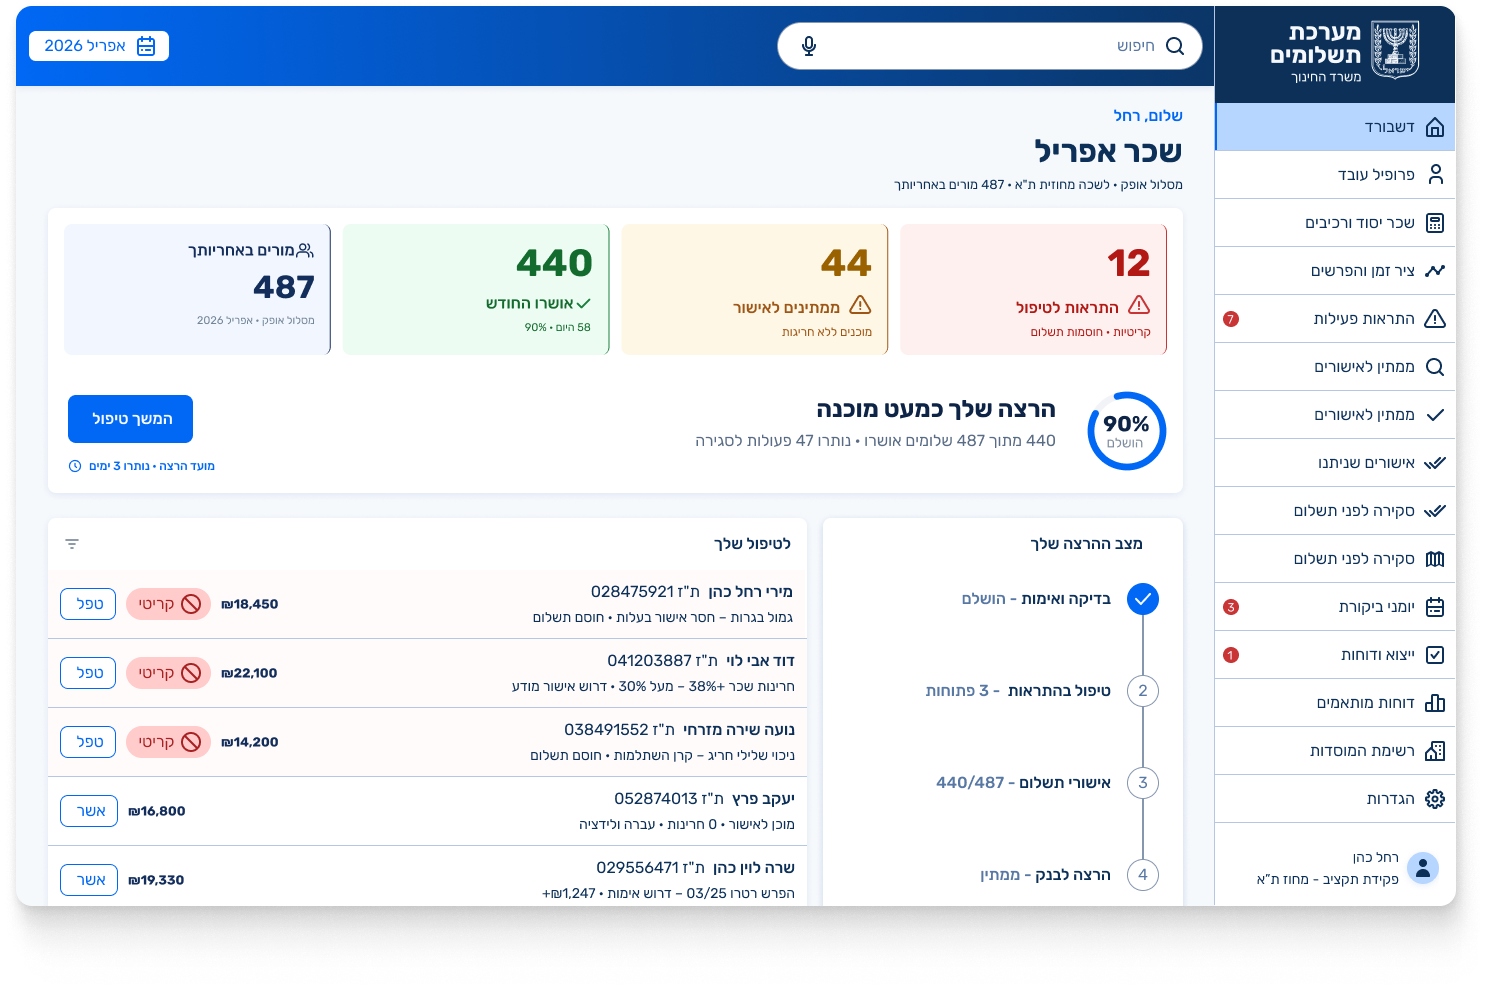 מערכת
תשלומים
משרד החינוך
חיפוש
אפריל 2026
דשבורד
פרופיל עובד
שכר יסוד ורכיבים
ציר זמן והפרשים
התראות פעילות
7
ממתין לאישורים
ממתין לאישורים
אישורים שניתנו
סקירה לפני תשלום
סקירה לפני תשלום
יומני ביקורת
3
ייצוא ודוחות
1
דוחות מותאמים
רשימת המוסדות
הגדרות
רחל כהן
פקידת תקציב - מחוז ת"א
שלום, רחל
שכר אפריל
מסלול אופק • לשכה מחוזית ת"א • 487 מורים באחריותך
12
התראות לטיפול
קריטיות • חוסמות תשלום
44
ממתינים לאישור
מוכנים ללא חריגות
440
אושרו החודש
58 היום • 90%
מורים באחריותך
487
מסלול אופק • אפריל 2026
90%
הושלם
הרצה שלך כמעט מוכנה
440 מתוך 487 שלומים אושרו • נותרו 47 פעולות לסגירה
המשך טיפול
מועד הרצה • נותרו 3 ימים
מצב ההרצה שלך
בדיקה ואימות - הושלם
2
טיפול בהתראות - 3 פתוחות
3
אישורי תשלום - 440/487
4
הרצה לבנק - ממתין
לטיפול שלך
מירי רחל כהן ת"ז 028475921
גמול בגרות – חסר אישור בעלות • חוסם תשלום
₪18,450
קריטי
טפל
דוד אבי לוי ת"ז 041203887
חרינות שכר +38% – מעל 30% • דרוש אישור מודע
₪22,100
קריטי
טפל
נועה שירה מזרחי ת"ז 038491552
ניכוי שלילי חריג – קרן השתלמות • חוסם תשלום
₪14,200
קריטי
טפל
יעקב פרץ ת"ז 052874013
מוכן לאישור • 0 חרינות • עברה ולידציה
₪16,800
אשר
שרה לוין כהן ת"ז 029556471
הפרש רטרו 03/25 – דרוש אימות • ₪1,247+
₪19,330
אשר